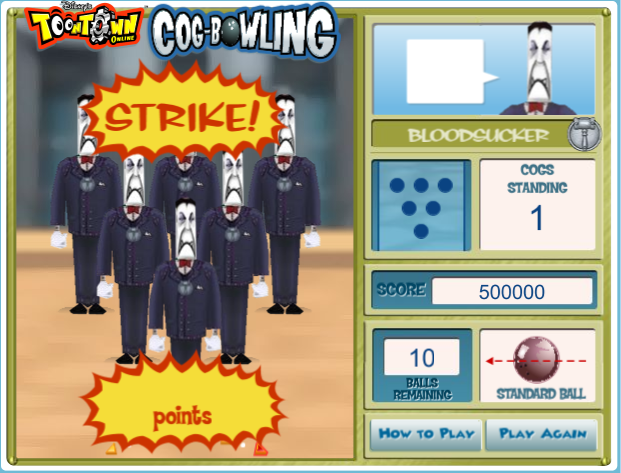 Disney's
TOONTOWN
ONLINE
™
COG-BOWLING
STRIKE!
BLOODSUCKER
COGS
STANDING
1
SCORE 500000
10
BALLS
REMAINING
STANDARD BALL
points
HOW TO PLAY PLAY AGAIN